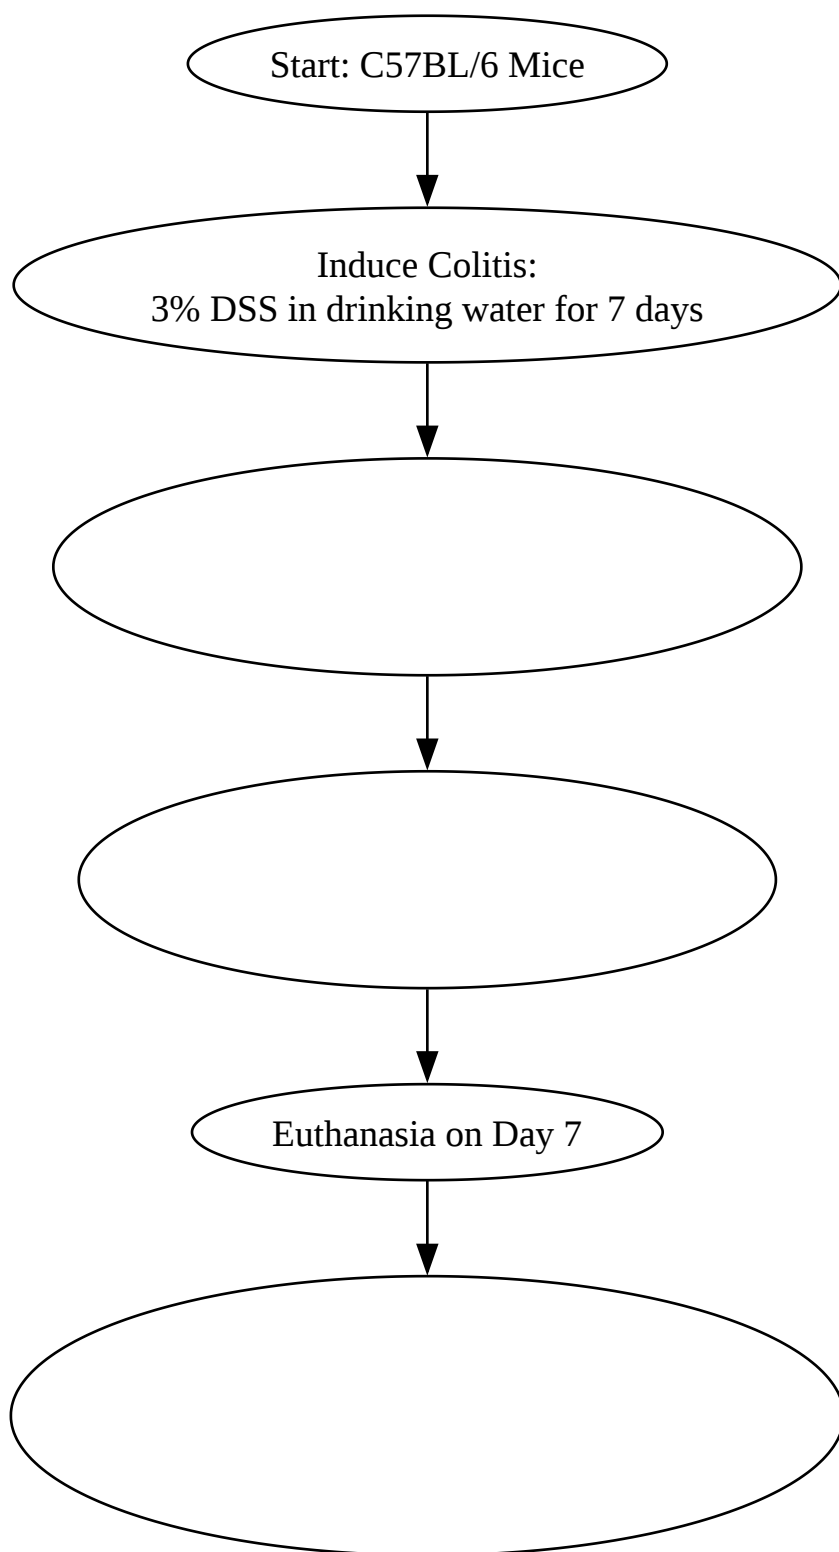 Start: C57BL/6 Mice
Induce Colitis:
3% DSS in drinking water for 7 days
Euthanasia on Day 7